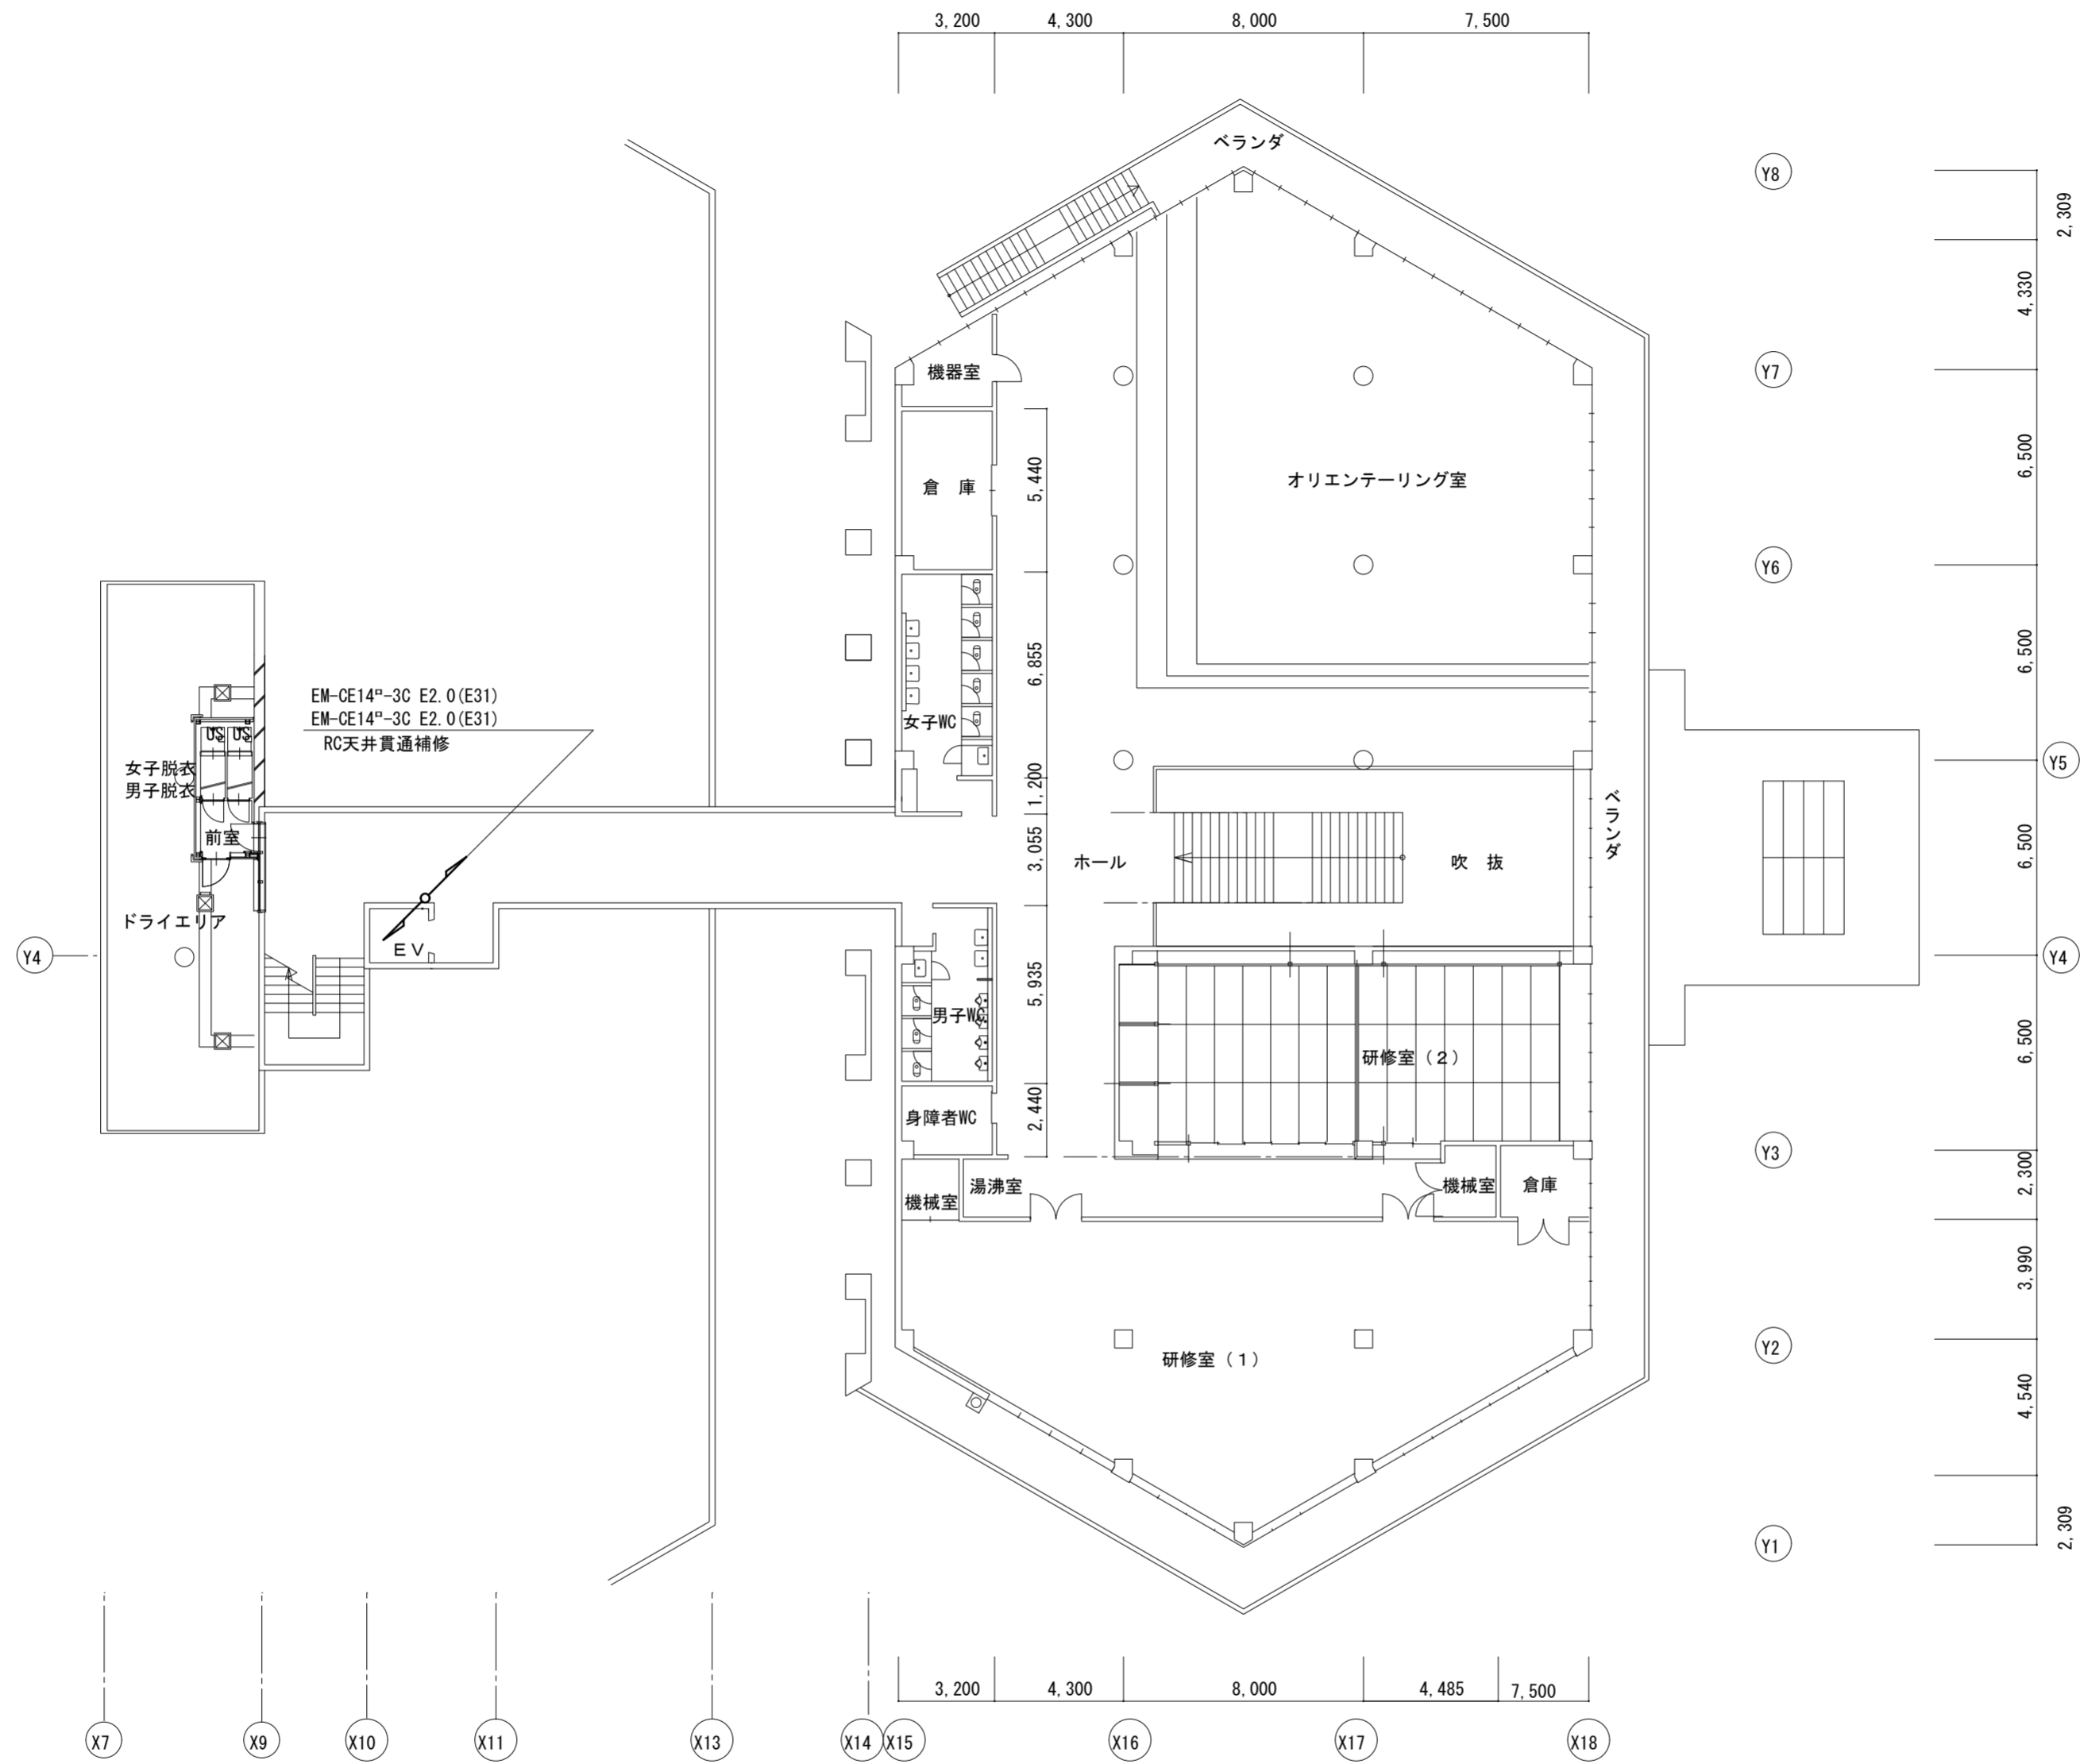 3,200
4,300
8,000
7,500
ベランダ
Y8
2,309
4,330
機器室
Y7
5,440
倉 庫
オリエンテーリング室
6,500
Y6
6,855
6,500
EM-CE14□-3C E2.0(E31)
EM-CE14□-3C E2.0(E31)
RC天井貫通補修
女子WC
US
US
女子脱衣
男子脱衣
前室
1,200
Y5
ベランダ
3,055
ホール
吹 抜
6,500
ドライエリア
EV
Y4
Y4
5,935
男子WC
研修室(2)
6,500
2,440
身障者WC
Y3
湯沸室
機械室
機械室
倉庫
2,300
3,990
研修室(1)
Y2
4,540
Y1
2,309
3,200
4,300
8,000
4,485
7,500
X7
X9
X10
X11
X13
X14
X15
X16
X17
X18